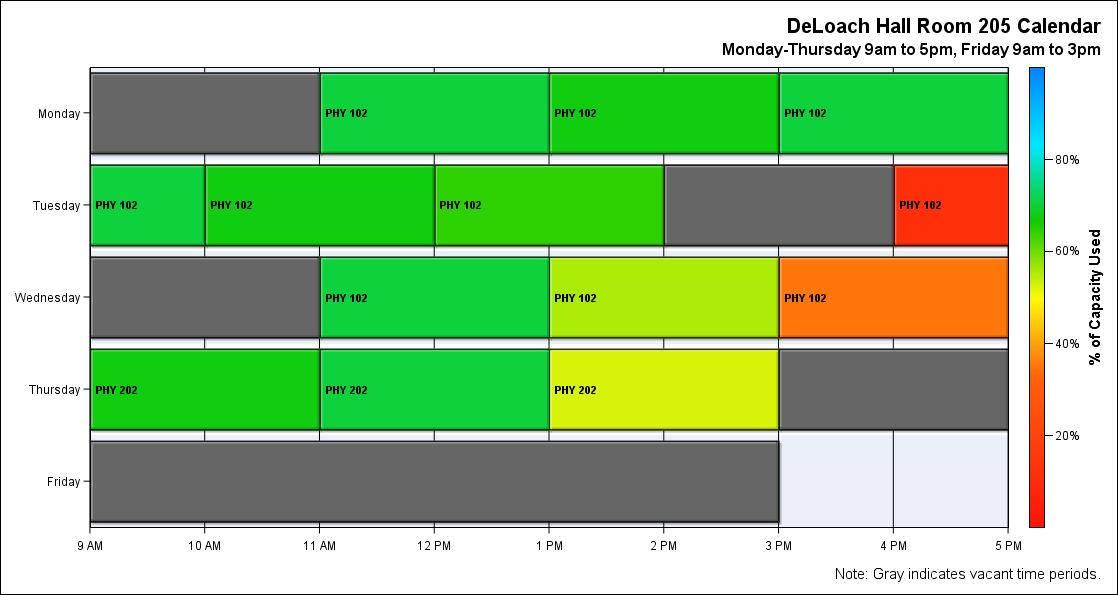 DeLoach Hall Room 205 Calendar
Monday-Thursday 9am to 5pm, Friday 9am to 3pm
Monday
PHY 102
PHY 102
PHY 102
Tuesday
PHY 102
PHY 102
PHY 102
PHY 102
Wednesday
PHY 102
PHY 102
PHY 102
Thursday
PHY 202
PHY 202
PHY 202
Friday
9 AM
10 AM
11 AM
12 PM
1 PM
2 PM
3 PM
4 PM
5 PM
80%
60%
40%
20%
% of Capacity Used
Note: Gray indicates vacant time periods.